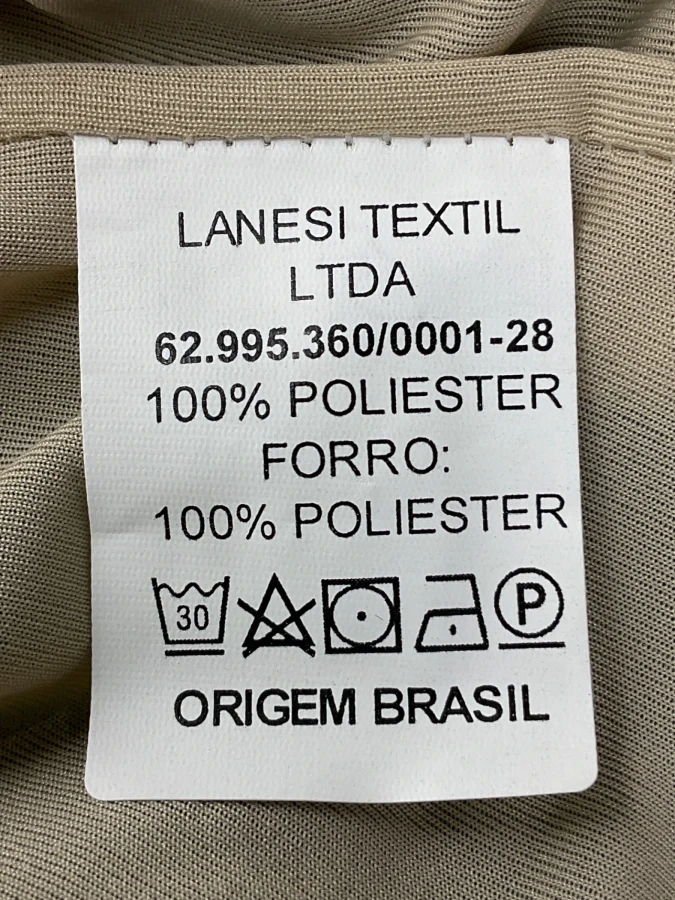 LANESI TEXTIL
LTDA
62.995.360/0001-28
100% POLIESTER
FORRO:
100% POLIESTER
30 P
ORIGEM BRASIL